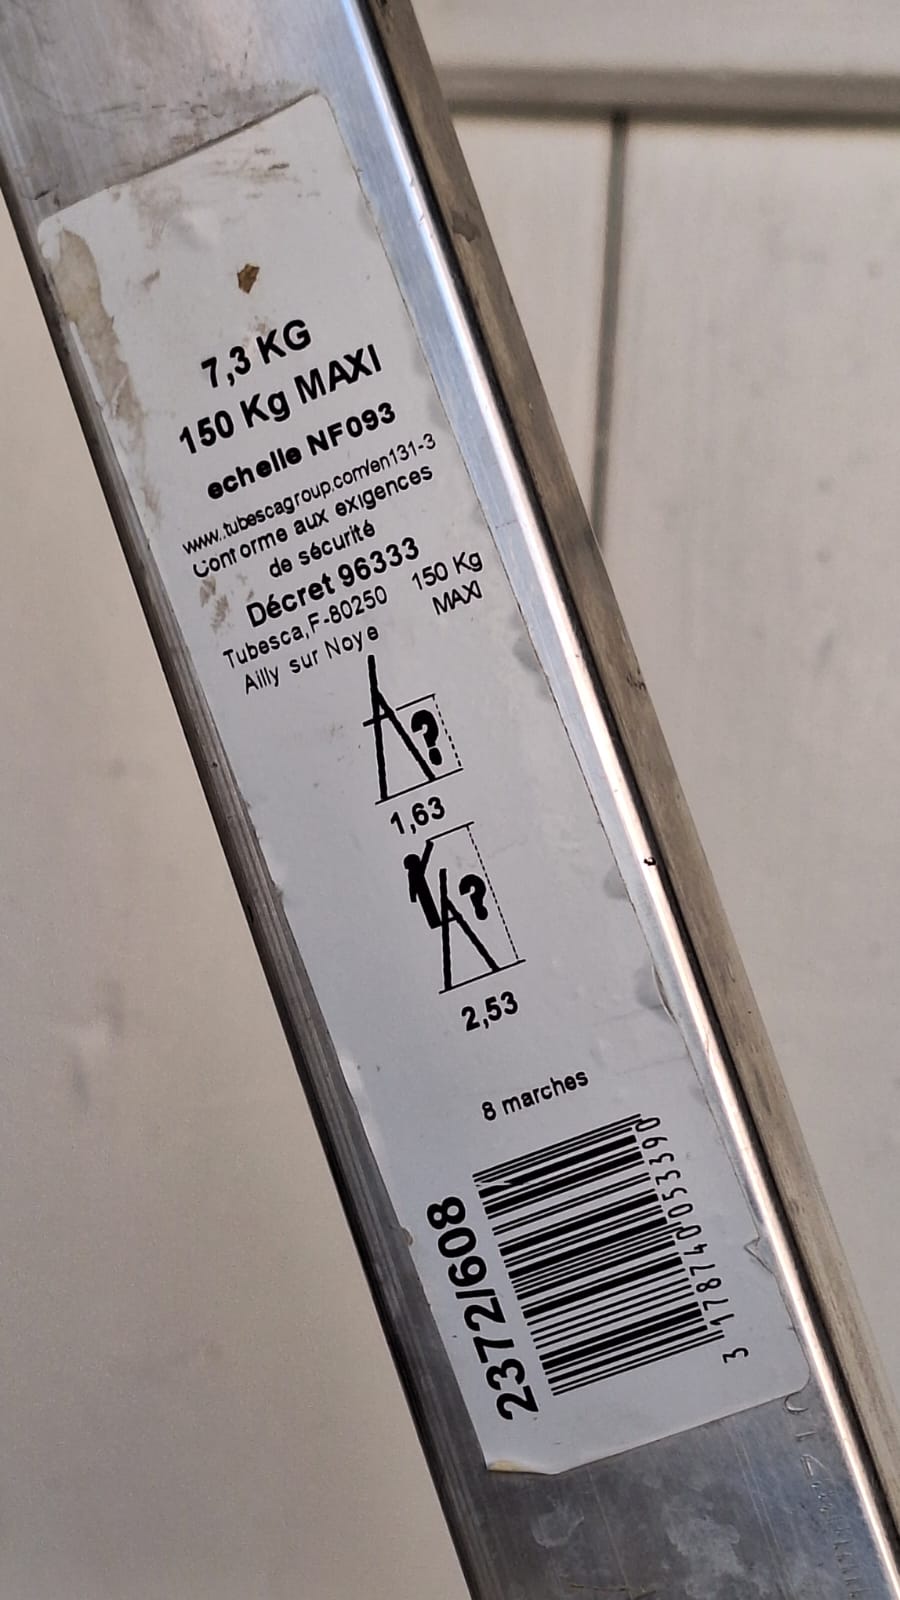 7,3 KG
150 Kg MAXI
echelle NF093
www.tubescagroup.com/en131-3
Conforme aux exigences
de sécurité
Décret 96333
Tubesca,F-80250
Ailly sur Noye
150 Kg
MAXI
?
1,63
?
2,53
8 marches
2372/608
3 178740 053390